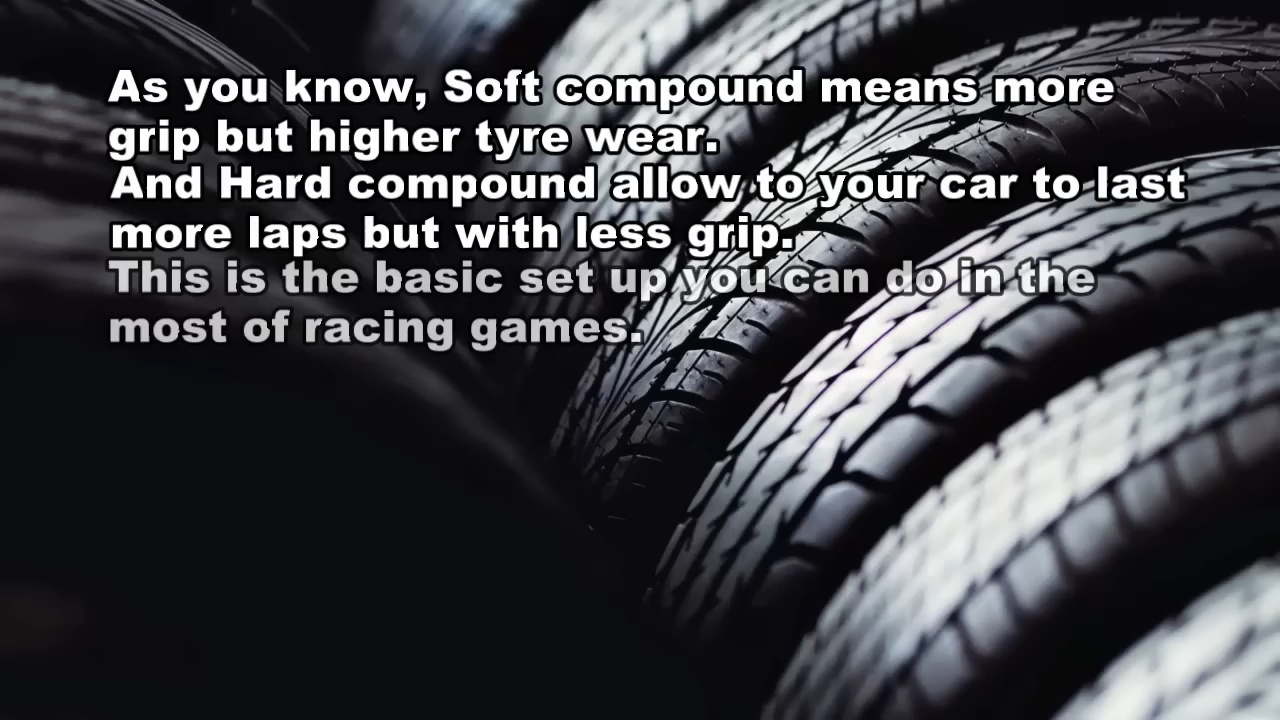 As you know, Soft compound means more
grip but higher tyre wear.
And Hard compound allow to your car to last
more laps but with less grip.
This is the basic set up you can do in the
most of racing games.